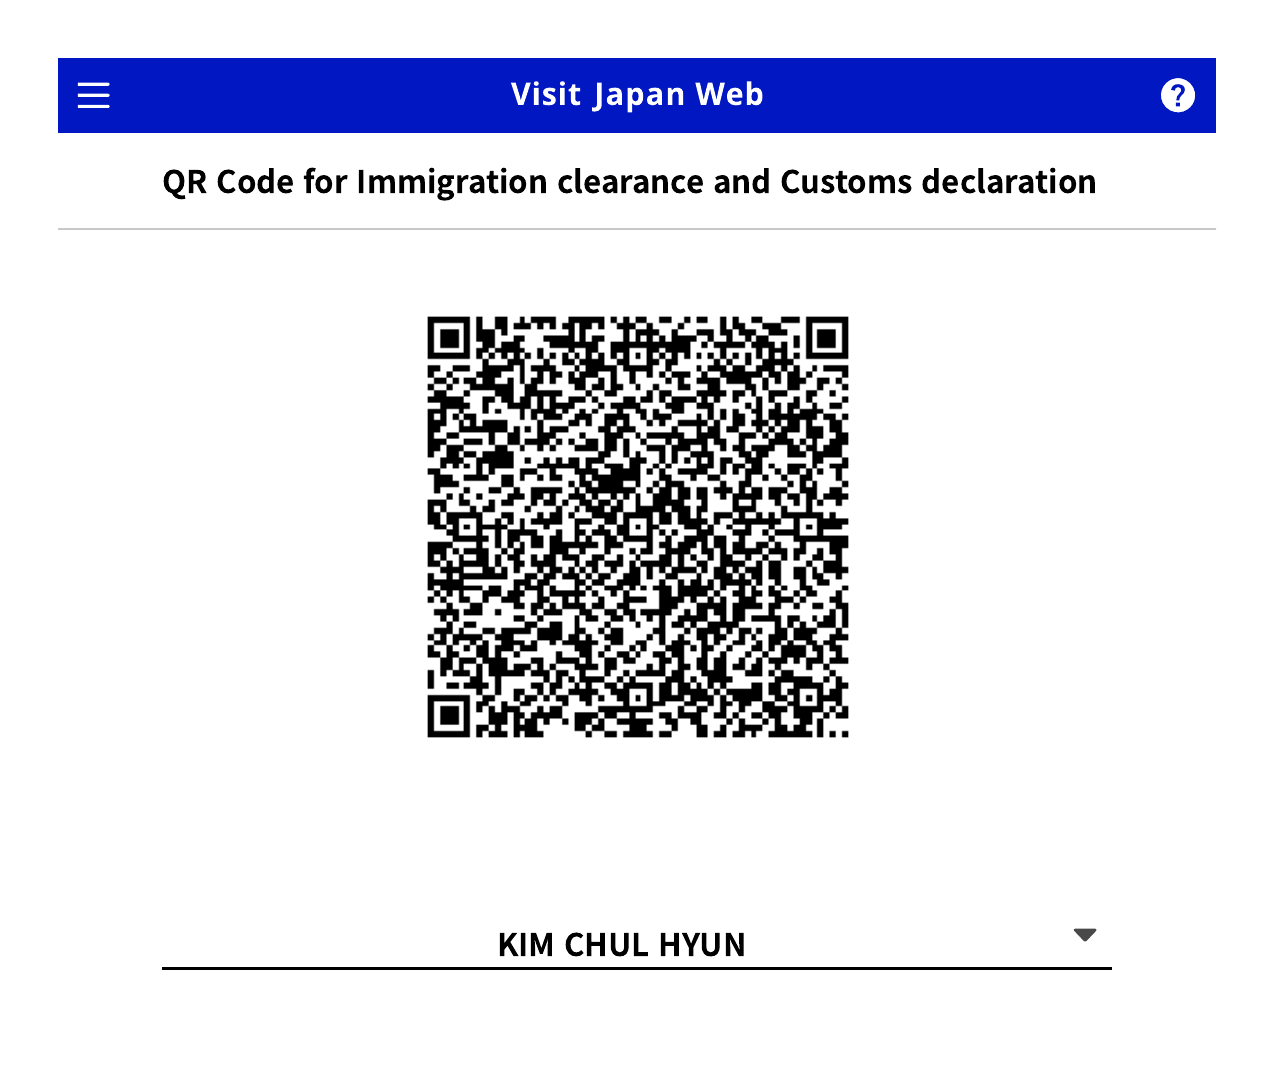 Visit Japan Web
QR Code for Immigration clearance and Customs declaration
KIM CHUL HYUN